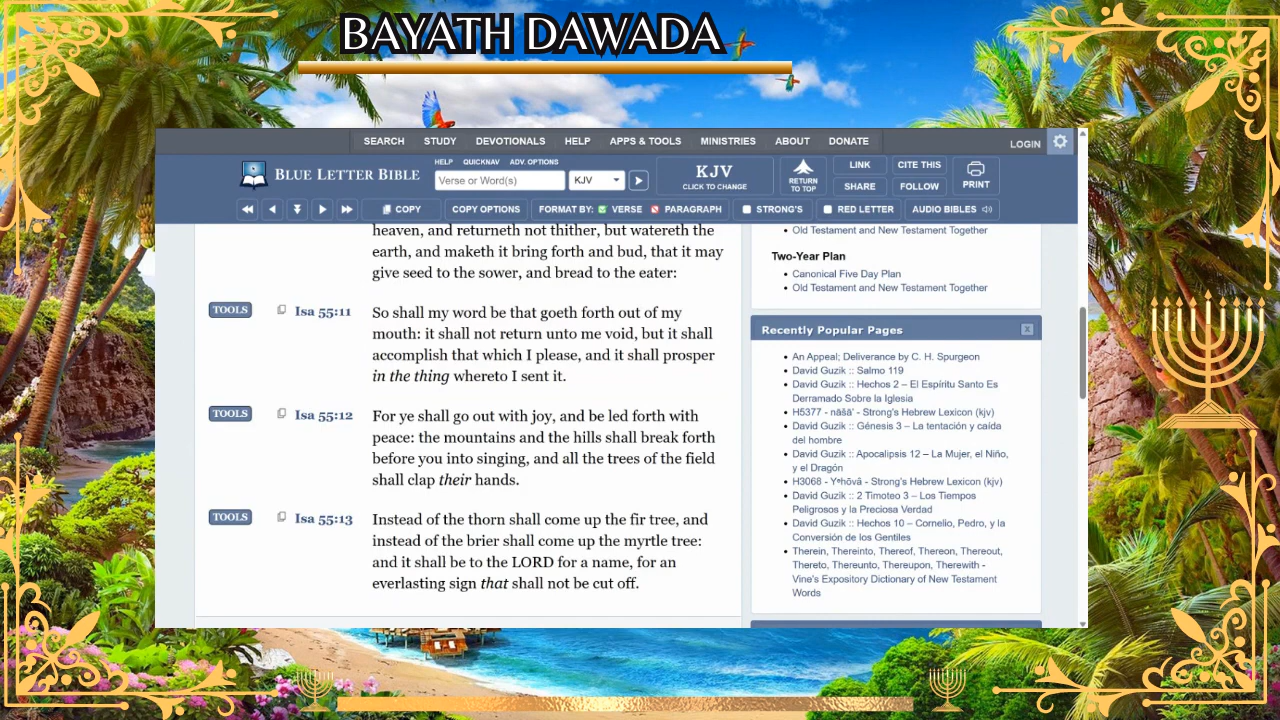 BAYATH DAWADA
SEARCH STUDY DEVOTIONALS HELP APPS & TOOLS MINISTRIES ABOUT DONATE LOGIN
BLUE LETTER BIBLE
HELP QUICKNAV ADV. OPTIONS
Verse or Word(s) KJV
KJV
CLICK TO CHANGE
RETURN
TO TOP
LINK CITE THIS
SHARE FOLLOW
PRINT
COPY COPY OPTIONS FORMAT BY: VERSE PARAGRAPH STRONG'S RED LETTER AUDIO BIBLES
heaven, and returneth not thither, but watereth the
earth, and maketh it bring forth and bud, that it may
give seed to the sower, and bread to the eater:
TOOLS Isa 55:11 So shall my word be that goeth forth out of my
mouth: it shall not return unto me void, but it shall
accomplish that which I please, and it shall prosper
in the thing whereto I sent it.
TOOLS Isa 55:12 For ye shall go out with joy, and be led forth with
peace: the mountains and the hills shall break forth
before you into singing, and all the trees of the field
shall clap their hands.
TOOLS Isa 55:13 Instead of the thorn shall come up the fir tree, and
instead of the brier shall come up the myrtle tree:
and it shall be to the LORD for a name, for an
everlasting sign that shall not be cut off.
Old Testament and New Testament Together
Two-Year Plan
Canonical Five Day Plan
Old Testament and New Testament Together
Recently Popular Pages x
An Appeal; Deliverance by C. H. Spurgeon
David Guzik :: Salmo 119
David Guzik :: Hechos 2 – El Espíritu Santo Es
Derramado Sobre la Iglesia
H5377 - nāšā' - Strong's Hebrew Lexicon (kjv)
David Guzik :: Génesis 3 – La tentación y caída
del hombre
David Guzik :: Apocalipsis 12 – La Mujer, el Niño,
y el Dragón
H3068 - Yᵊhōvâ - Strong's Hebrew Lexicon (kjv)
David Guzik :: 2 Timoteo 3 – Los Tiempos
Peligrosos y la Preciosa Verdad
David Guzik :: Hechos 10 – Cornelio, Pedro, y la
Conversión de los Gentiles
Therein, Thereinto, Thereof, Thereon, Thereout,
Thereto, Thereunto, Thereupon, Therewith -
Vine's Expository Dictionary of New Testament
Words